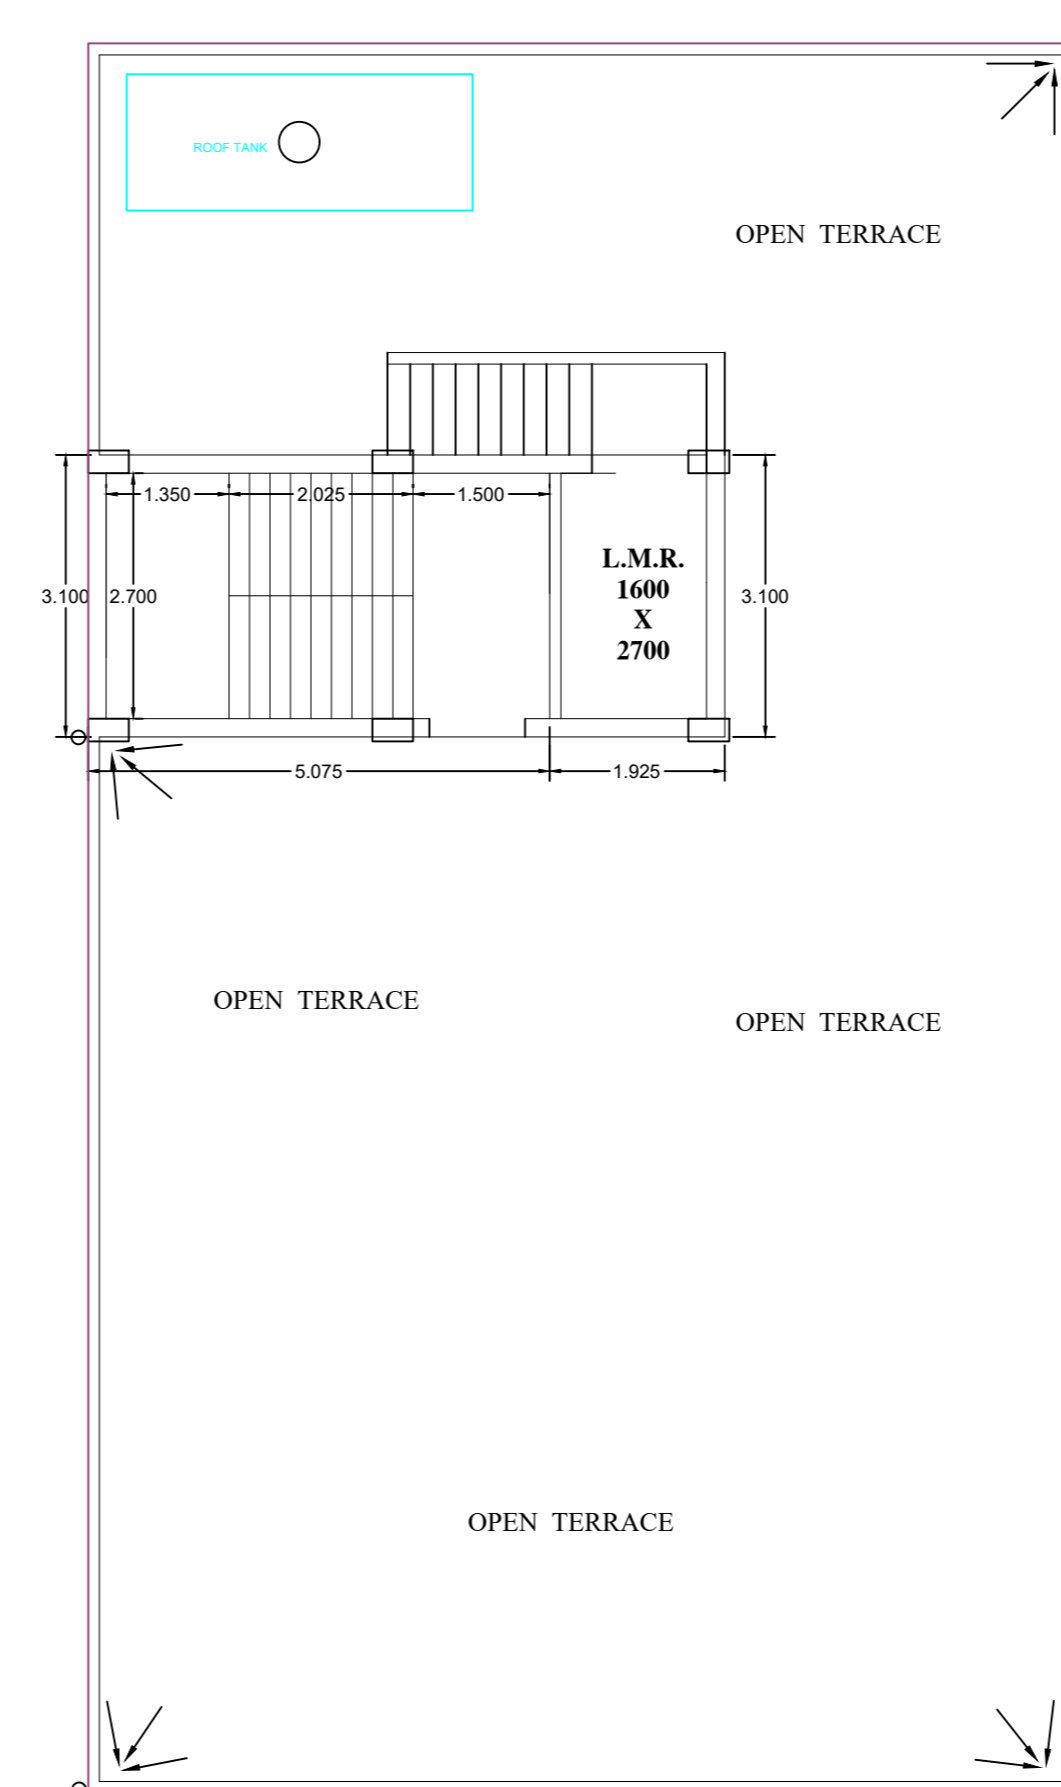 ROOF TANK
OPEN TERRACE
1.350
2.025
1.500
L.M.R.
1600
X
2700
3.100
2.700
3.100
5.075
1.925
OPEN TERRACE
OPEN TERRACE
OPEN TERRACE